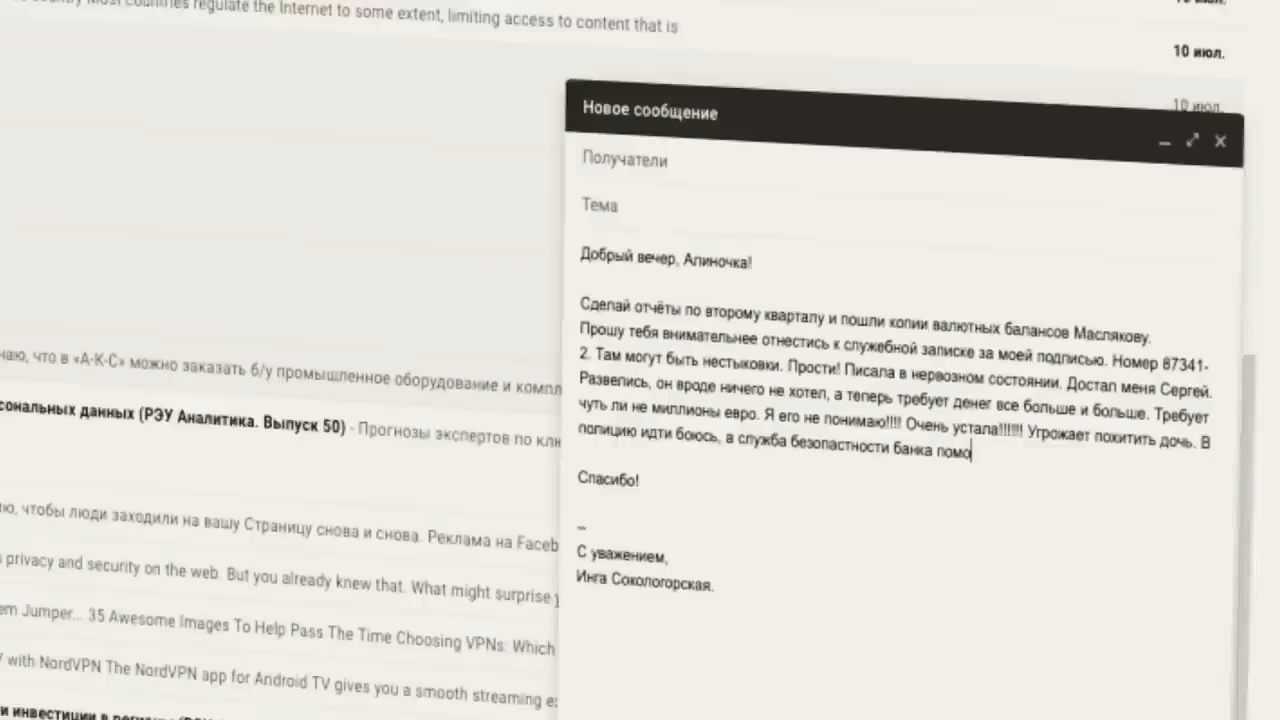 Most countries regulate the Internet to some extent, limiting access to content that is
10 июл.
10 июл.
Новое сообщение
Получатели
Тема
Добрый вечер, Алиночка!
Сделай отчёты по второму кварталу и пошли копии валютных балансов Маслякову.
Прошу тебя внимательнее отнестись к служебной записке за моей подписью. Номер 87341-
2. Там могут быть нестыковки. Прости! Писала в нервозном состоянии. Достал меня Сергей.
Развелись, он вроде ничего не хотел, а теперь требует денег все больше и больше. Требует
чуть ли не миллионы евро. Я его не понимаю!!!! Очень устала!!!!!! Угрожает похитить дочь. В
полицию идти боюсь, а служба безопастности банка помо
Спасибо!
--
С уважением,
Инга Сокологорская.
что в «А-К-С» можно заказать б/у промышленное оборудование и компл
данных (РЭУ Аналитика. Выпуск 50) - Прогнозы экспертов по клю
чтобы люди заходили на вашу Страницу снова и снова. Реклама на Faceb
privacy and security on the web. But you already knew that. What might surprise y
Jumper... 35 Awesome Images To Help Pass The Time Choosing VPNs: Which
with NordVPN The NordVPN app for Android TV gives you a smooth streaming
и инвестиции в